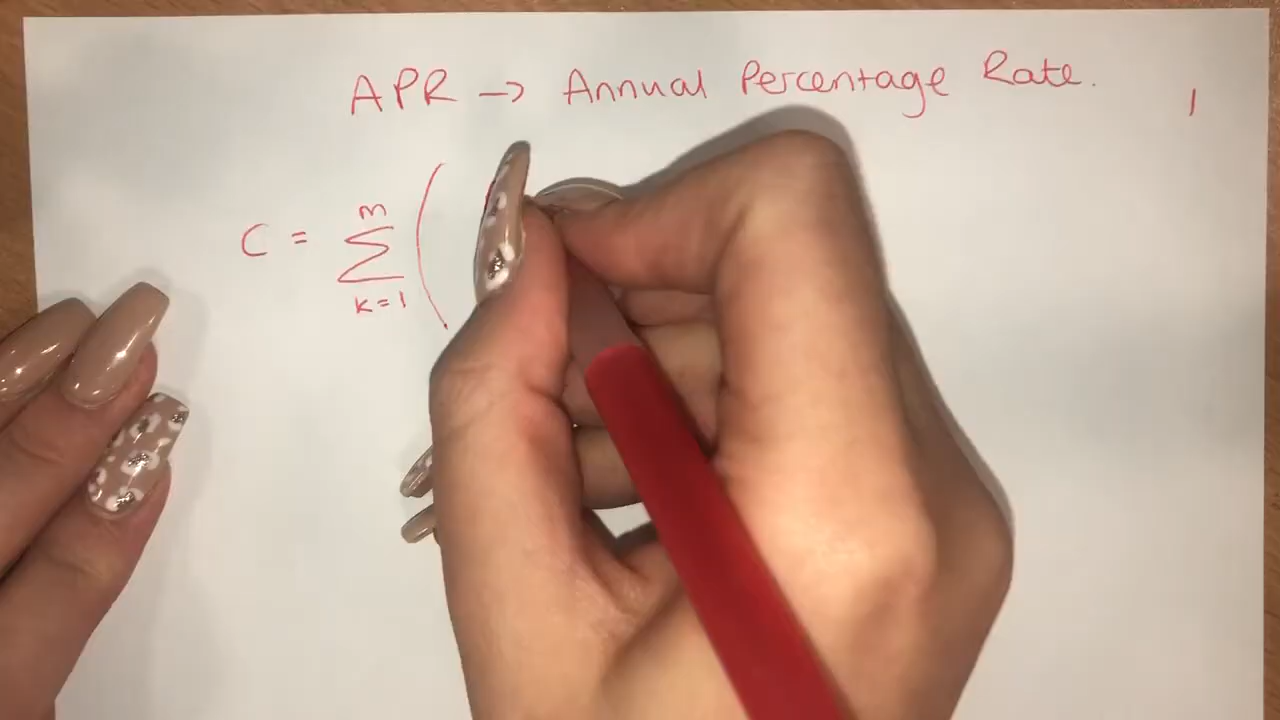 APR → Annual Percentage Rate.
1
m
C = Σ (
k=1